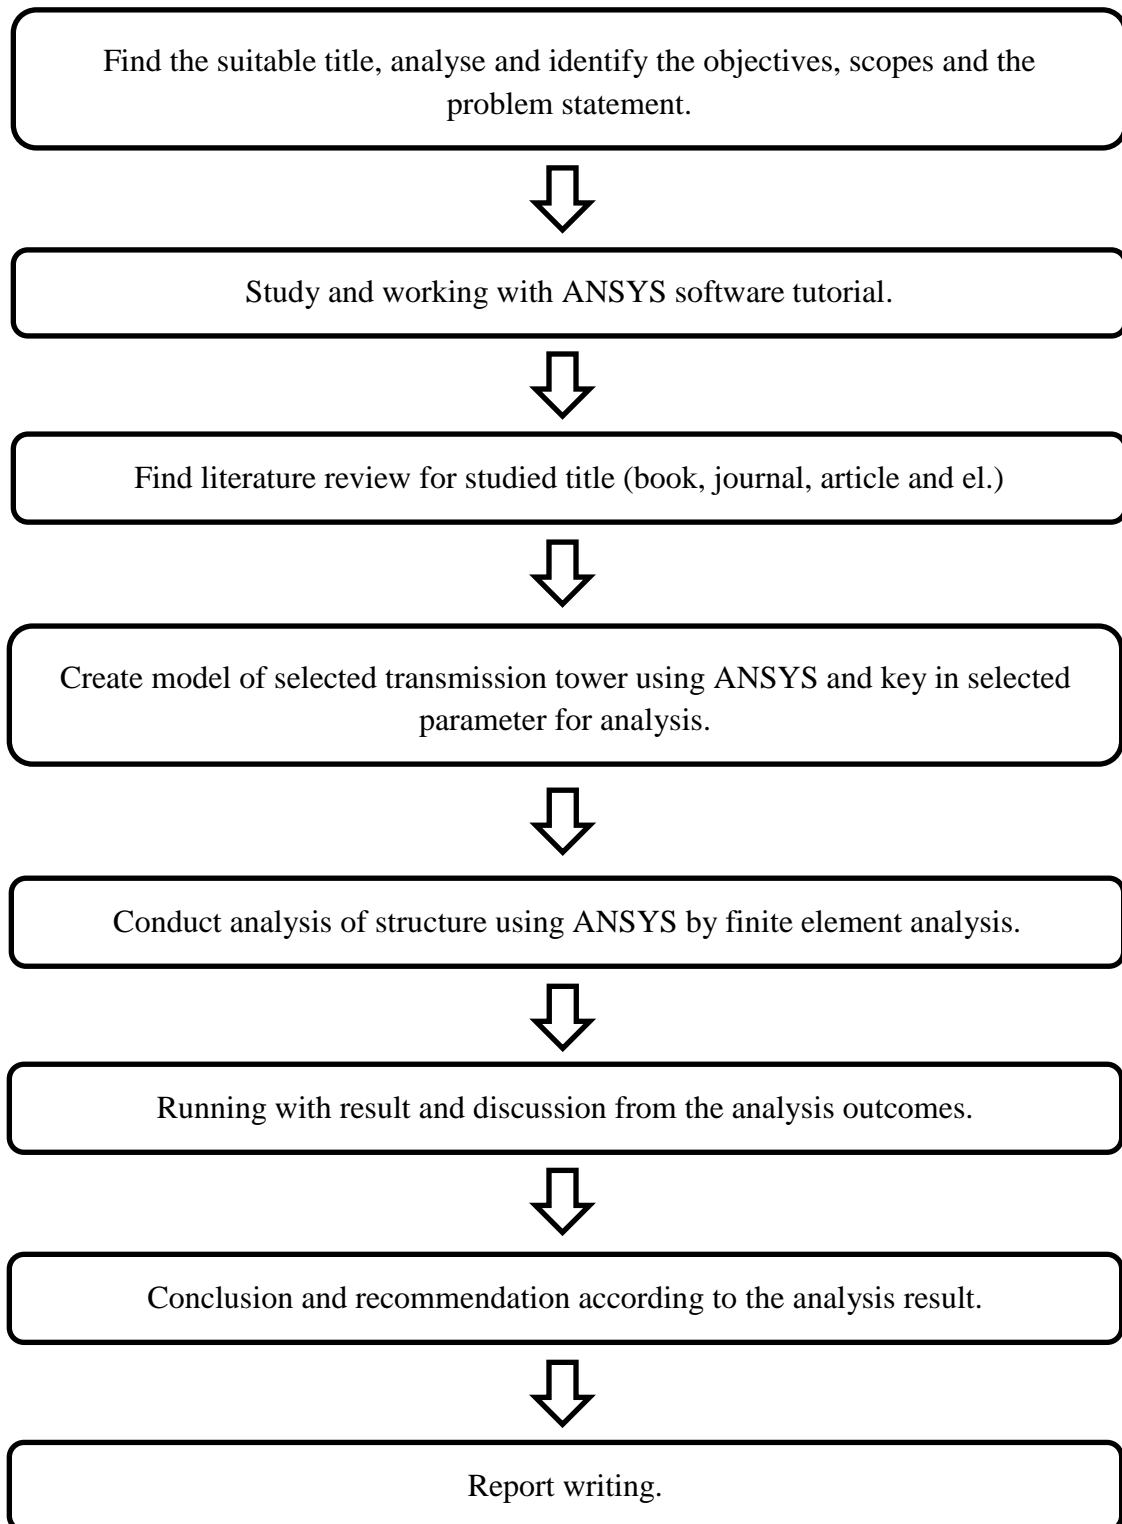 Find the suitable title, analyse and identify the objectives, scopes and the
problem statement.
Study and working with ANSYS software tutorial.
Find literature review for studied title (book, journal, article and el.)
Create model of selected transmission tower using ANSYS and key in selected
parameter for analysis.
Conduct analysis of structure using ANSYS by finite element analysis.
Running with result and discussion from the analysis outcomes.
Conclusion and recommendation according to the analysis result.
Report writing.